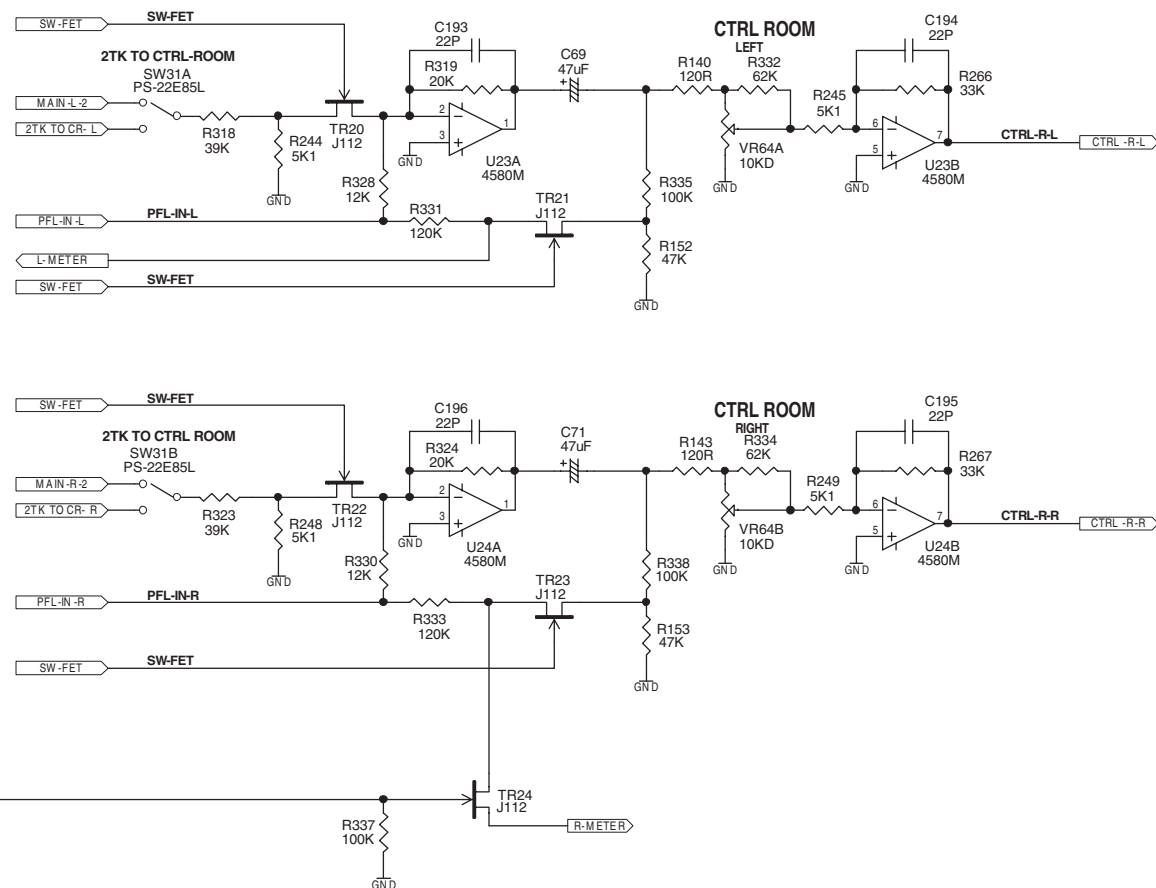 SW-FET
SW-FET
2TK TO CTRL-ROOM
SW31A
PS-22E85L
MAIN-L-2
2TK TO CR- L
R318
39K
R244
5K1
GND
TR20
J112
C193
22P
R319
20K
2
3
1
GND
U23A
4580M
R328
12K
C69
47uF
+
CTRL ROOM
LEFT
R140
120R
R332
62K
VR64A
10KD
GND
R245
5K1
C194
22P
R266
33K
6
5
7
GND
U23B
4580M
CTRL-R-L
CTRL -R-L
R335
100K
PFL-IN-L
PFL-IN-L
R331
120K
TR21
J112
L-METER
SW-FET
SW-FET
R152
47K
GND
SW-FET
SW-FET
2TK TO CTRL ROOM
SW31B
PS-22E85L
MAIN-R-2
2TK TO CR- R
R323
39K
R248
5K1
GND
TR22
J112
C196
22P
R324
20K
2
3
1
GND
U24A
4580M
R330
12K
C71
47uF
+
CTRL ROOM
RIGHT
R143
120R
R334
62K
VR64B
10KD
GND
R249
5K1
C195
22P
R267
33K
6
5
7
GND
U24B
4580M
CTRL-R-R
CTRL -R-R
R338
100K
PFL-IN-R
PFL-IN-R
R333
120K
TR23
J112
SW-FET
SW-FET
R153
47K
GND
TR24
J112
R337
100K
GND
R-METER